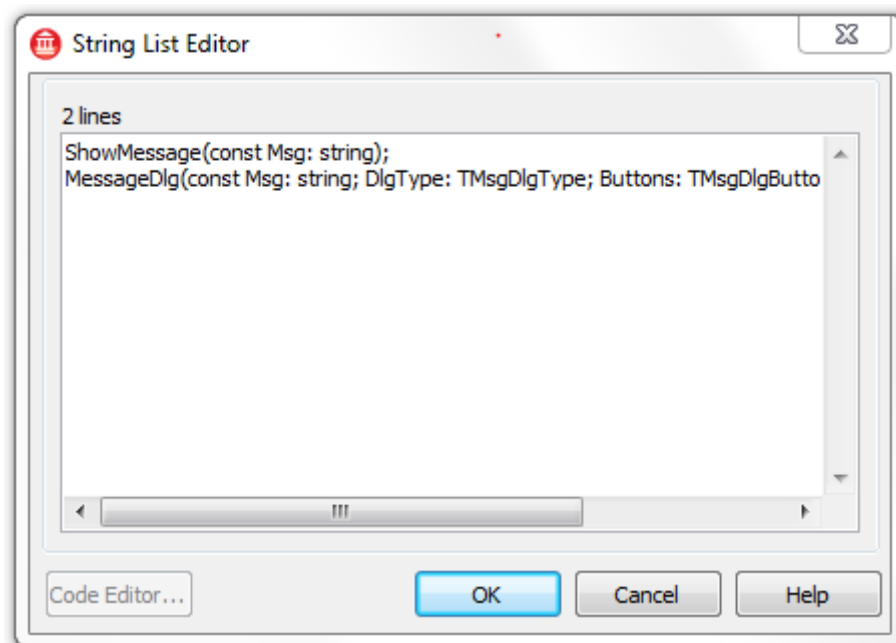 String List Editor
2 lines
ShowMessage(const Msg: string);
MessageDlg(const Msg: string; DlgType: TMsgDlgType; Buttons: TMsgDlgButto
Code Editor...
OK
Cancel
Help